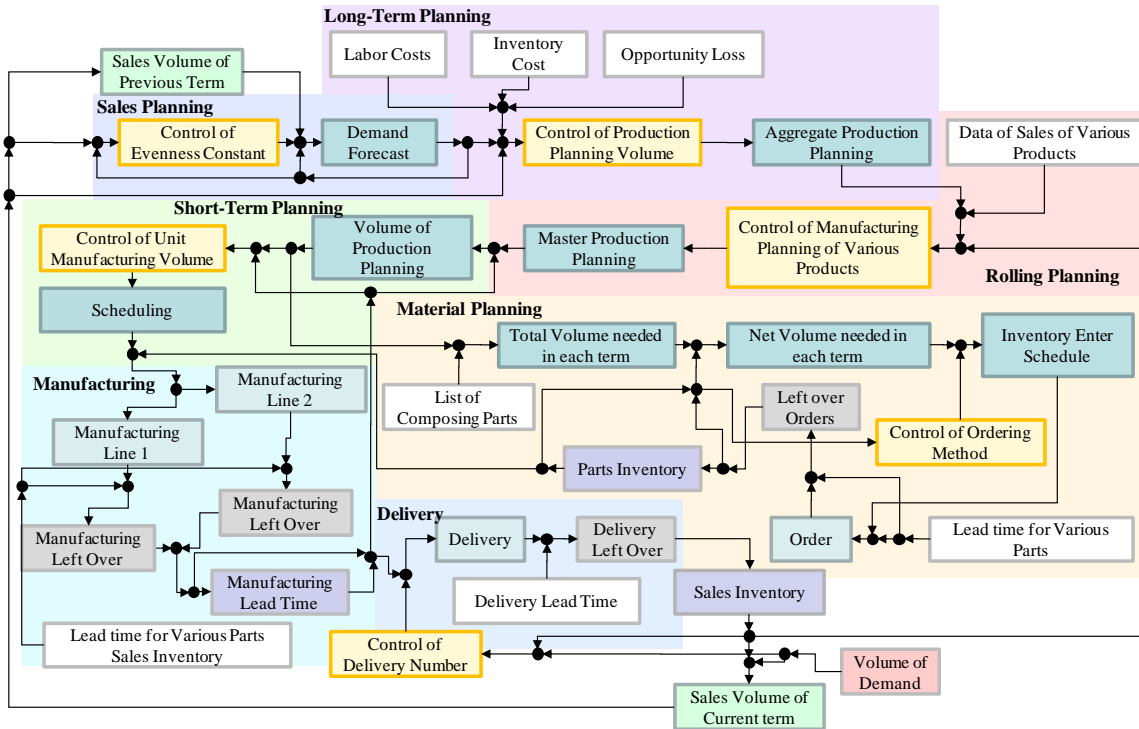 Long-Term Planning
Labor Costs
Inventory
Cost
Opportunity Loss
Sales Volume of
Previous Term
Sales Planning
Control of
Evenness Constant
Demand
Forecast
Control of Production
Planning Volume
Aggregate Production
Planning
Data of Sales of Various
Products
Short-Term Planning
Control of Unit
Manufacturing Volume
Volume of
Production
Planning
Master Production
Planning
Control of Manufacturing
Planning of Various
Products
Rolling Planning
Scheduling
Material Planning
Total Volume needed
in each term
Net Volume needed in
each term
Inventory Enter
Schedule
Manufacturing
Manufacturing
Line 2
Manufacturing
Line 1
List of
Composing Parts
Left over
Orders
Control of Ordering
Method
Parts Inventory
Manufacturing
Left Over
Manufacturing
Left Over
Delivery
Delivery
Delivery
Left Over
Order
Lead time for Various
Parts
Manufacturing
Lead Time
Delivery Lead Time
Sales Inventory
Lead time for Various Parts
Sales Inventory
Control of
Delivery Number
Volume of
Demand
Sales Volume of
Current term